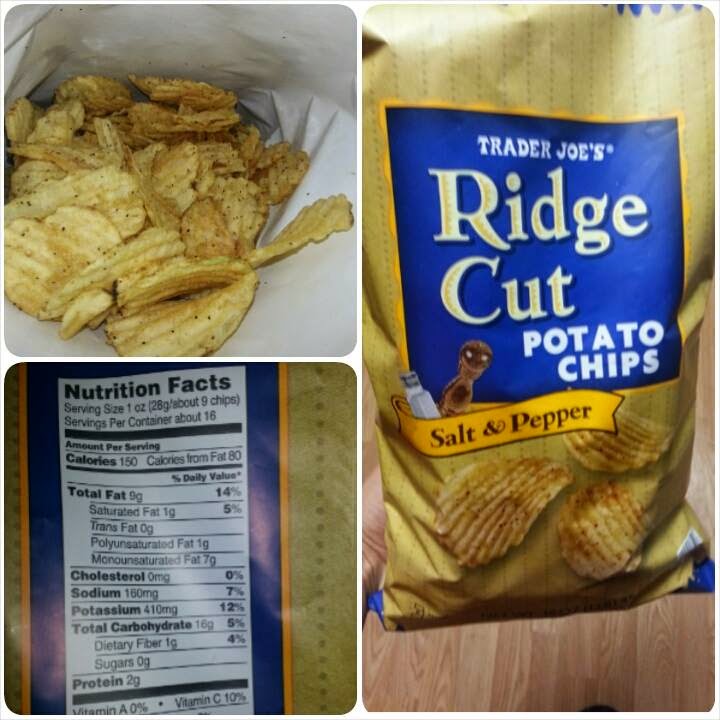 TRADER JOE'S®
Ridge
Cut
POTATO
CHIPS
Salt & Pepper
Nutrition Facts
Serving Size 1 oz (28g/about 9 chips)
Servings Per Container about 16
Amount Per Serving
Calories 150 Calories from Fat 80
% Daily Value*
Total Fat 9g 14%
Saturated Fat 1g 5%
Trans Fat 0g
Polyunsaturated Fat 1g
Monounsaturated Fat 7g
Cholesterol 0mg 0%
Sodium 160mg 7%
Potassium 410mg 12%
Total Carbohydrate 16g 5%
Dietary Fiber 1g 4%
Sugars 0g
Protein 2g
Vitamin A 0% • Vitamin C 10%